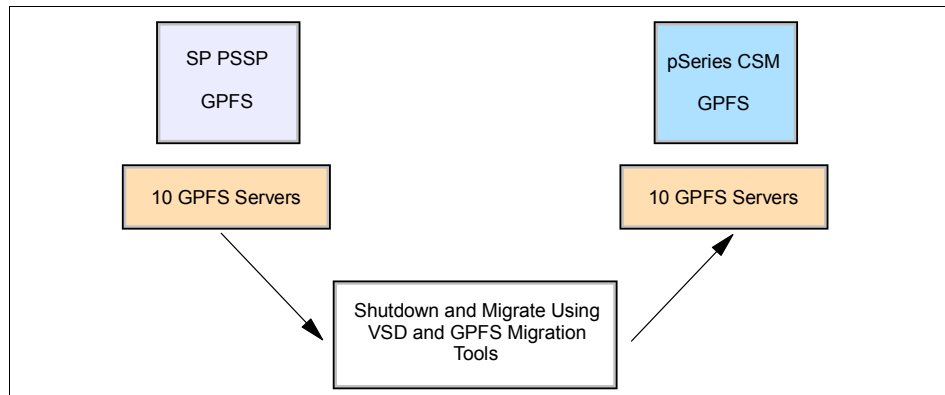 SP PSSP
GPFS
pSeries CSM
GPFS
10 GPFS Servers
10 GPFS Servers
Shutdown and Migrate Using
VSD and GPFS Migration
Tools